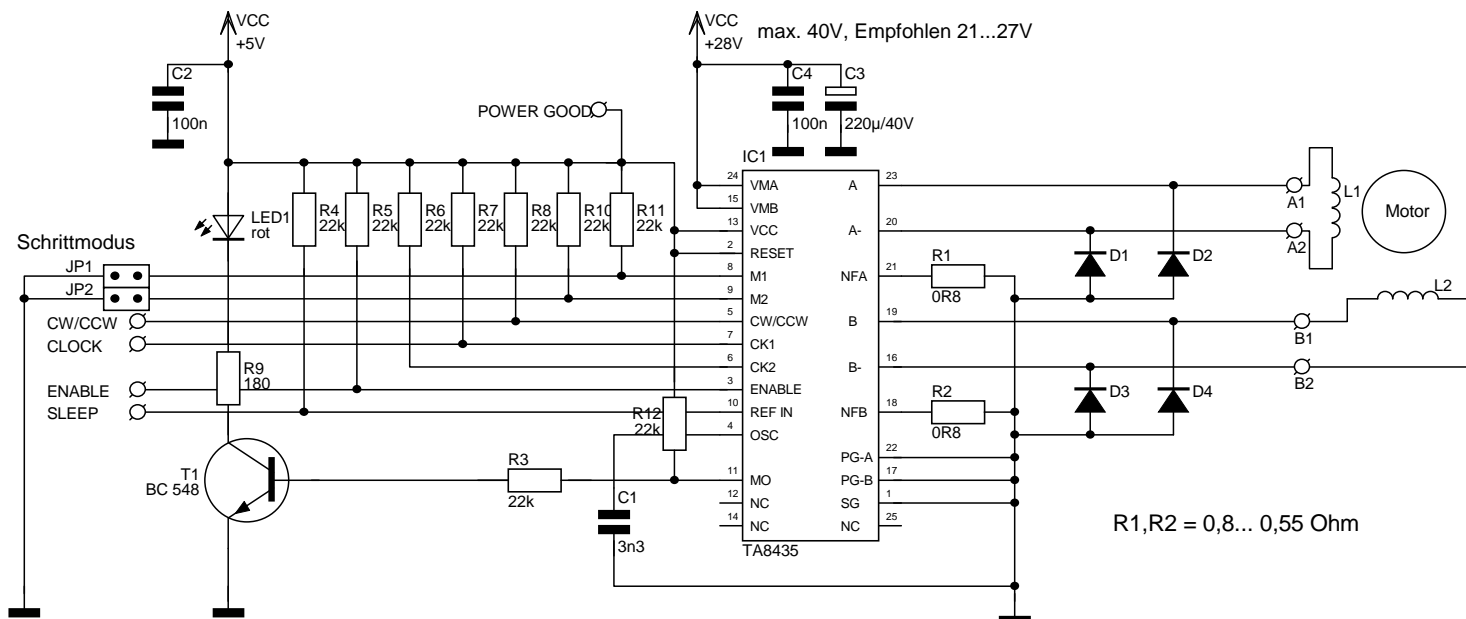 VCC
+5V
VCC
+28V
max. 40V, Empfohlen 21...27V
C2
100n
C4
100n
C3
220µ/40V
POWER GOOD
IC1
LED1
rot
R4
22k
R5
22k
R6
22k
R7
22k
R8
22k
R10
22k
R11
22k
Schrittmodus
JP1
JP2
CW/CCW
CLOCK
ENABLE
SLEEP
R9
180
R12
22k
T1
BC 548
R3
22k
C1
3n3
24 VMA
15 VMB
13 VCC
2 RESET
8 M1
9 M2
5 CW/CCW
7 CK1
6 CK2
3 ENABLE
10 REF IN
4 OSC
11 MO
12 NC
14 NC
A 23
A- 20
NFA 21
B 19
B- 16
NFB 18
PG-A 22
PG-B 17
SG 1
NC 25
TA8435
R1
0R8
R2
0R8
D1
D2
D3
D4
A1
A2
B1
B2
L1
L2
Motor
R1,R2 = 0,8... 0,55 Ohm